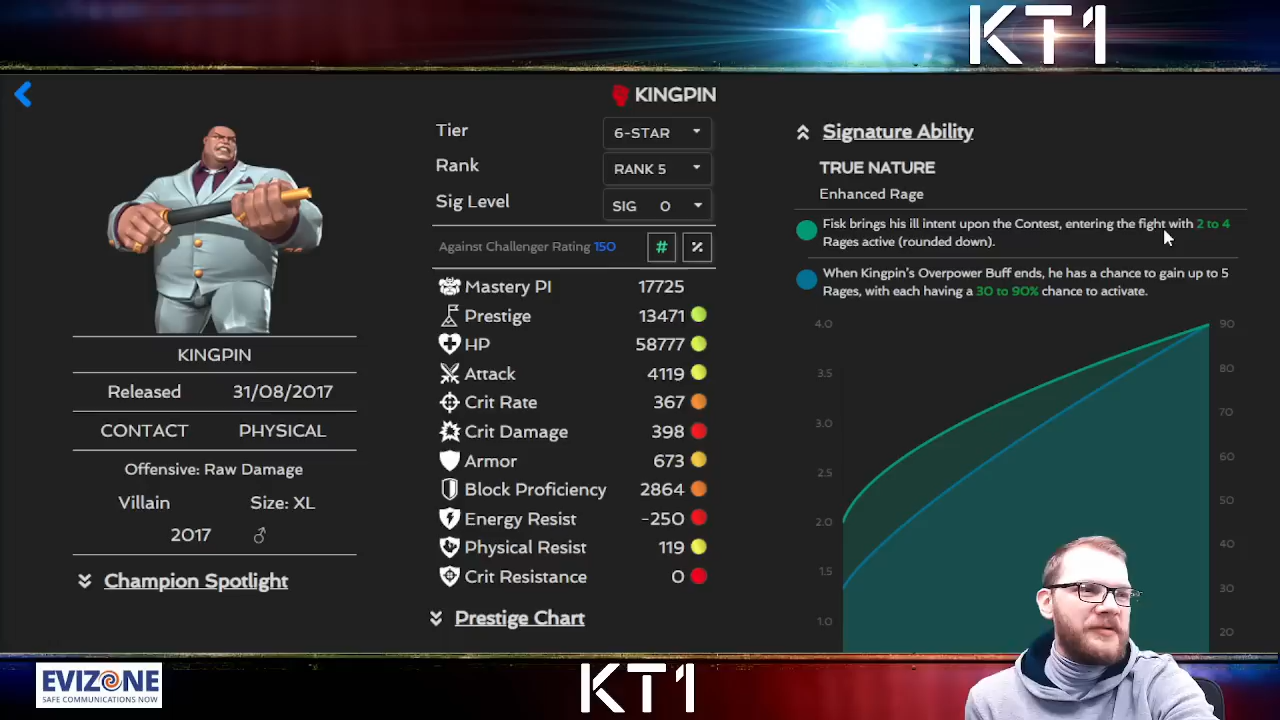 KT1
KINGPIN
Tier
6-STAR
Rank
RANK 5
Sig Level
SIG 0
Against Challenger Rating 150
#
%
Mastery PI 17725
Prestige 13471
HP 58777
Attack 4119
Crit Rate 367
Crit Damage 398
Armor 673
Block Proficiency 2864
Energy Resist -250
Physical Resist 119
Crit Resistance 0
Prestige Chart
KINGPIN
Released 31/08/2017
CONTACT PHYSICAL
Offensive: Raw Damage
Villain Size: XL
2017 ♂
Champion Spotlight
Signature Ability
TRUE NATURE
Enhanced Rage
Fisk brings his ill intent upon the Contest, entering the fight with 2 to 4
Rages active (rounded down).
When Kingpin's Overpower Buff ends, he has a chance to gain up to 5
Rages, with each having a 30 to 90% chance to activate.
4.0 90
80
3.5
70
3.0
60
2.5
50
2.0
40
1.5
30
1.0
20
EVIZONE
SAFE COMMUNICATIONS NOW
KT1